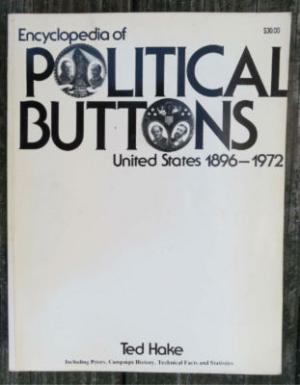 Encyclopedia of
$30.00
POLITICAL
BUTTONS
United States 1896–1972
Ted Hake
Including Prices, Campaign History, Technical Facts and Statistics